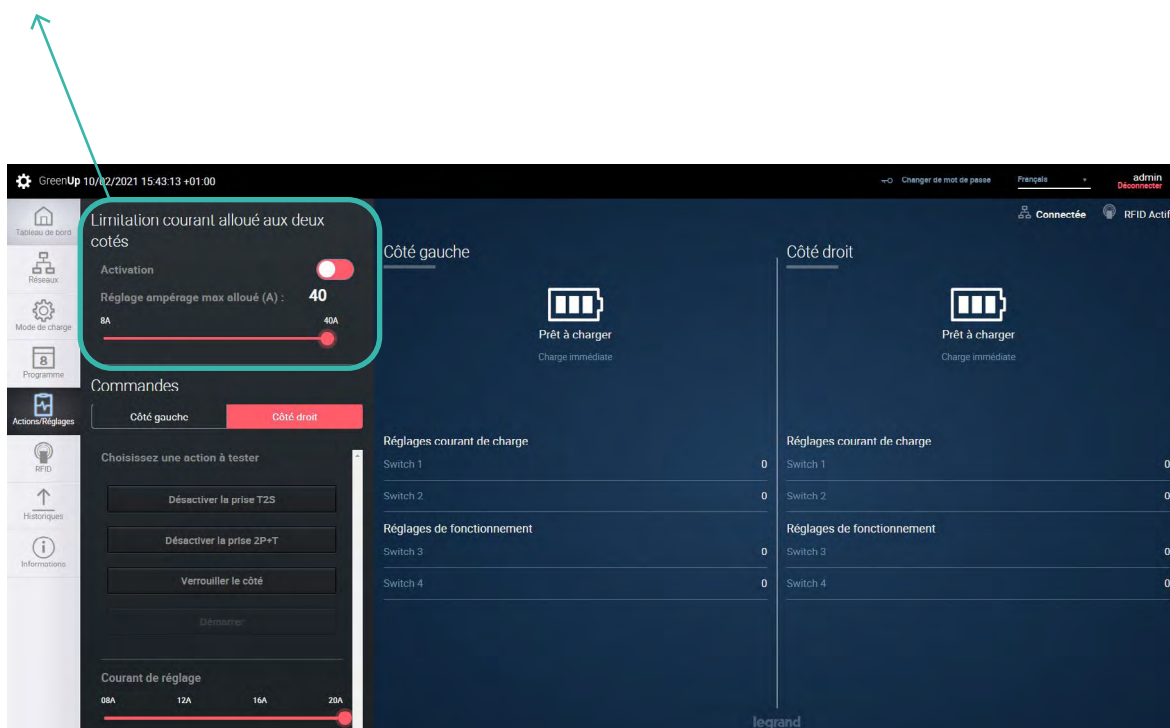 GreenUp 10/02/2021 15:43:13 +01:00
Changer de mot de passe
Français
admin
Déconnecter
Connectée
RFID Actif
Tableau de bord
Réseaux
Mode de charge
8
Programme
Actions/Réglages
RFID
Historiques
Informations
Limitation courant alloué aux deux
cotés
Activation
Réglage ampérage max alloué (A) : 40
8A 40A
Commandes
Côté gauche Côté droit
Choisissez une action à tester
Désactiver la prise T2S
Désactiver la prise 2P+T
Verrouiller le côté
Démarrer
Courant de réglage
08A 12A 16A 20A
Côté gauche
Prêt à charger
Charge immédiate
Réglages courant de charge
Switch 1 0
Switch 2 0
Réglages de fonctionnement
Switch 3 0
Switch 4 0
Côté droit
Prêt à charger
Charge immédiate
Réglages courant de charge
Switch 1 0
Switch 2 0
Réglages de fonctionnement
Switch 3 0
Switch 4 0
legrand